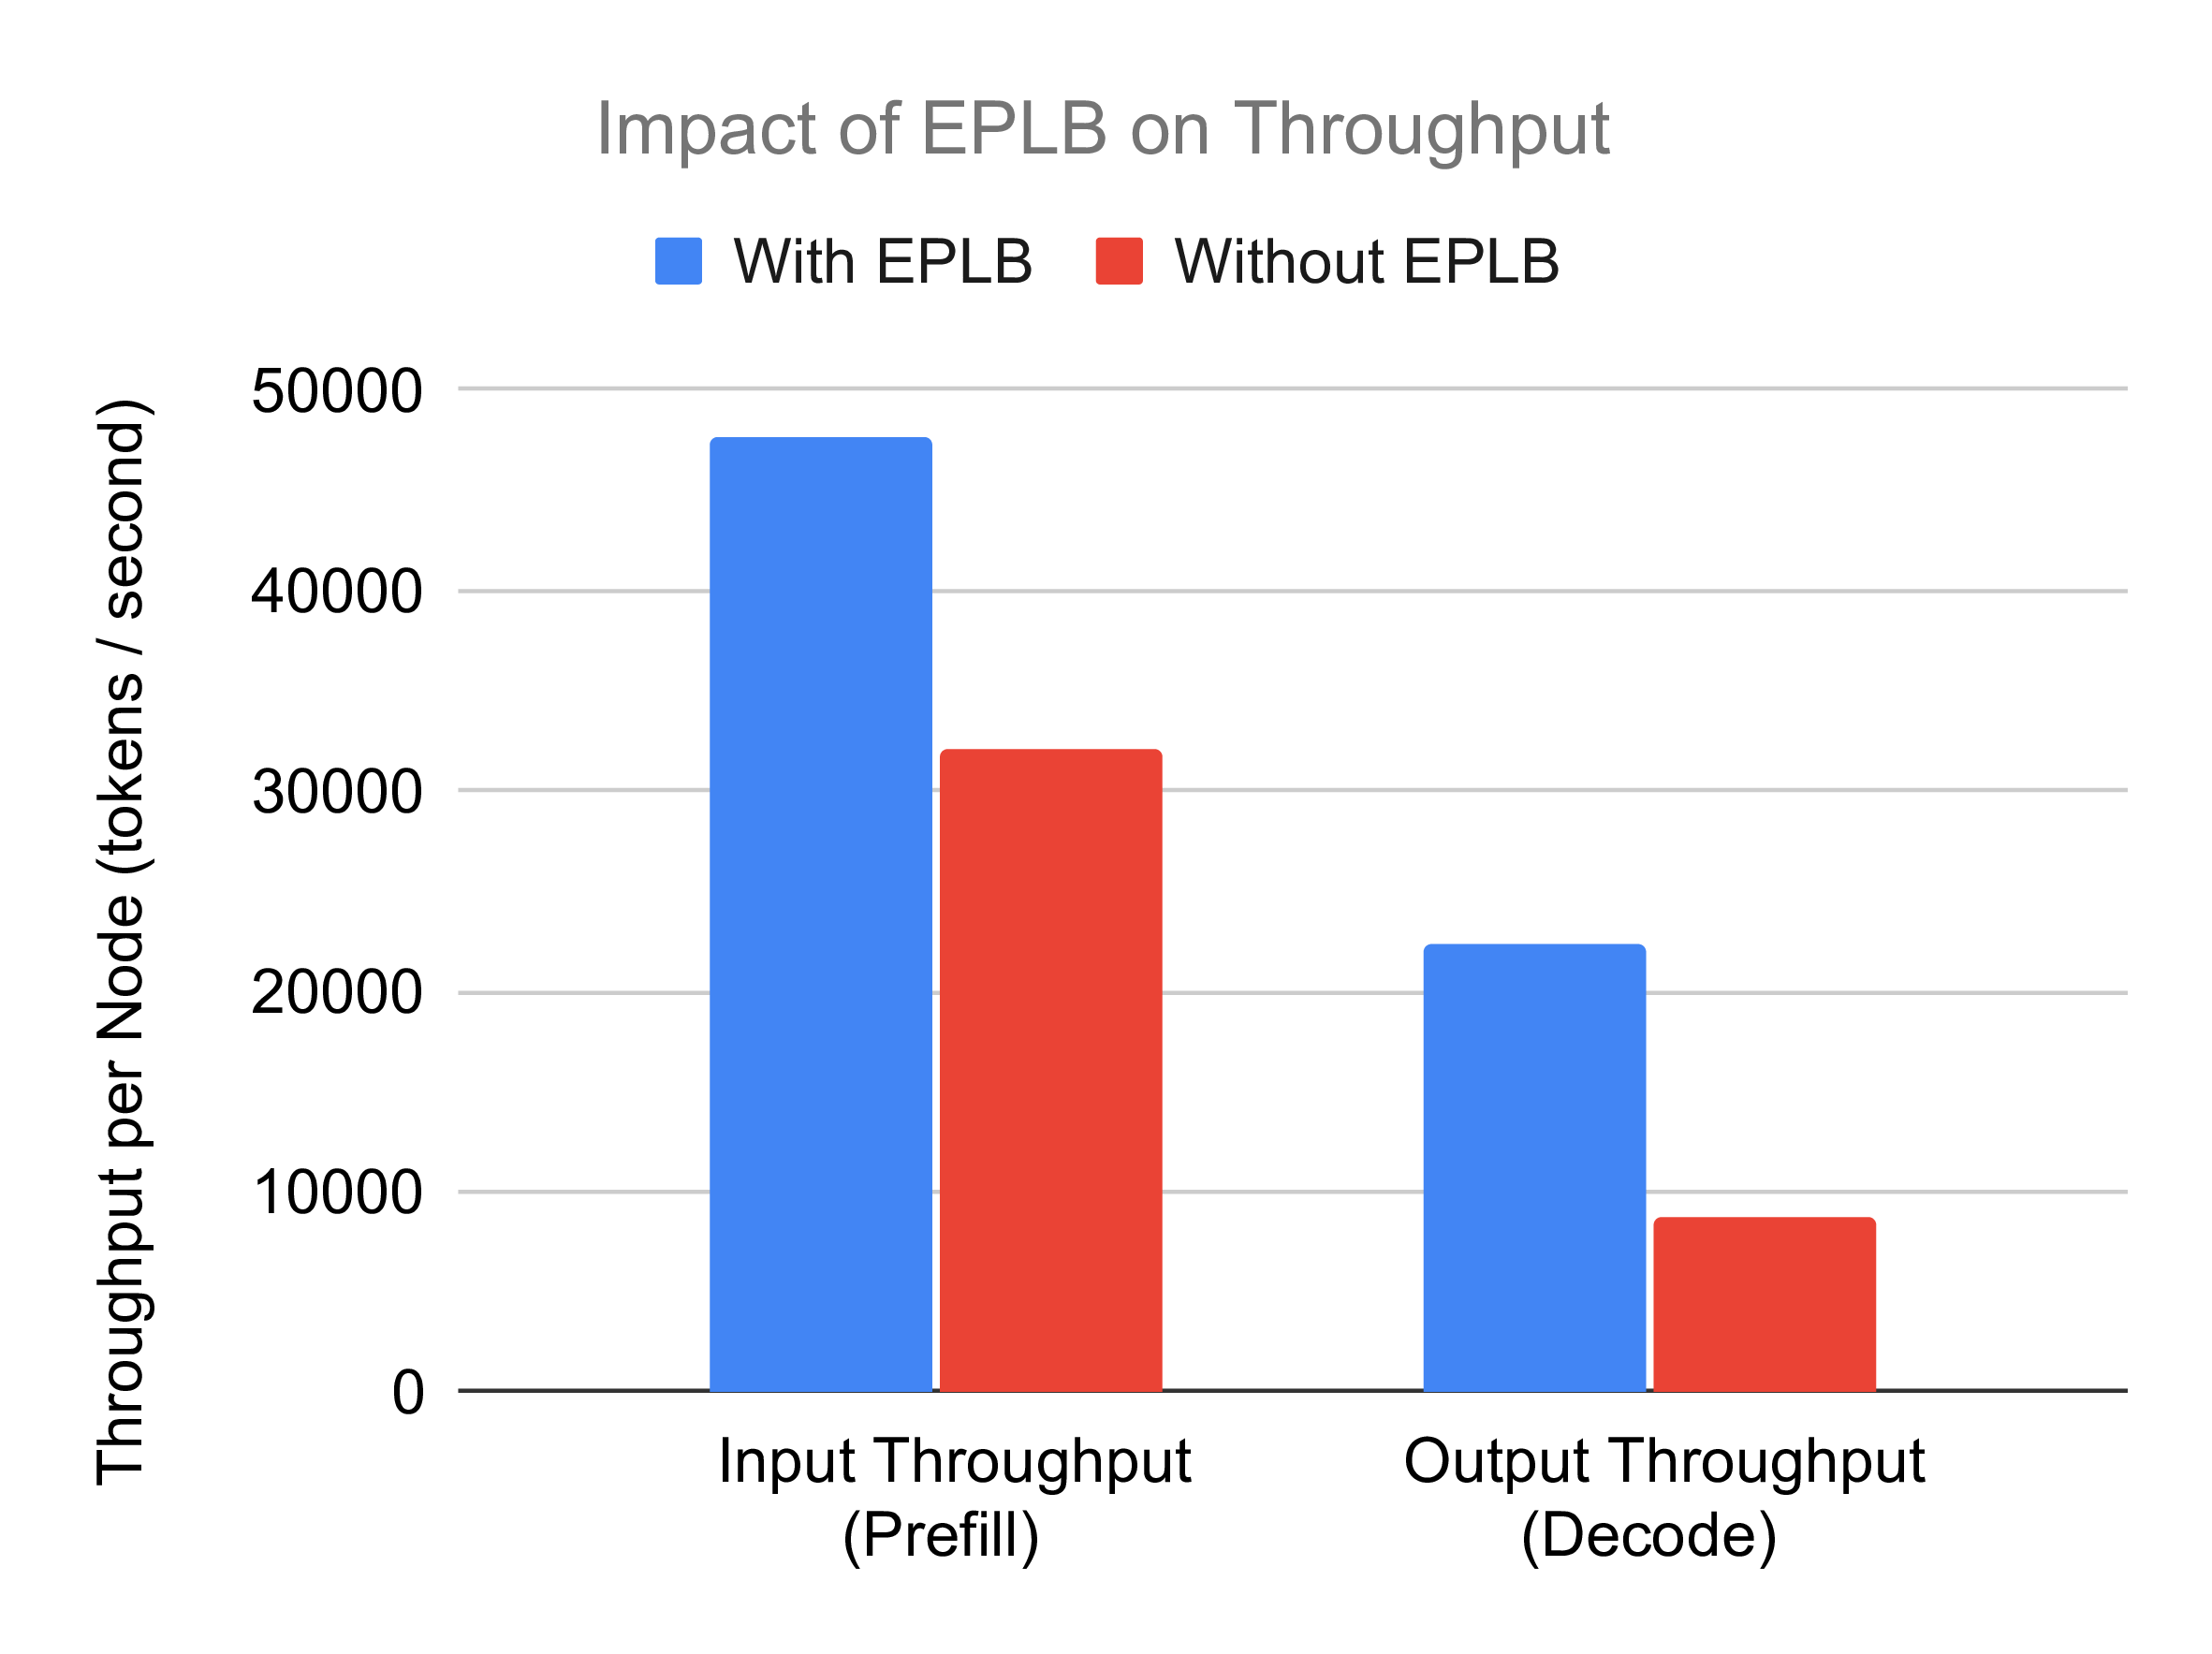 Impact of EPLB on Throughput
With EPLB
Without EPLB
Throughput per Node (tokens / second)
50000
40000
30000
20000
10000
0
Input Throughput
(Prefill)
Output Throughput
(Decode)